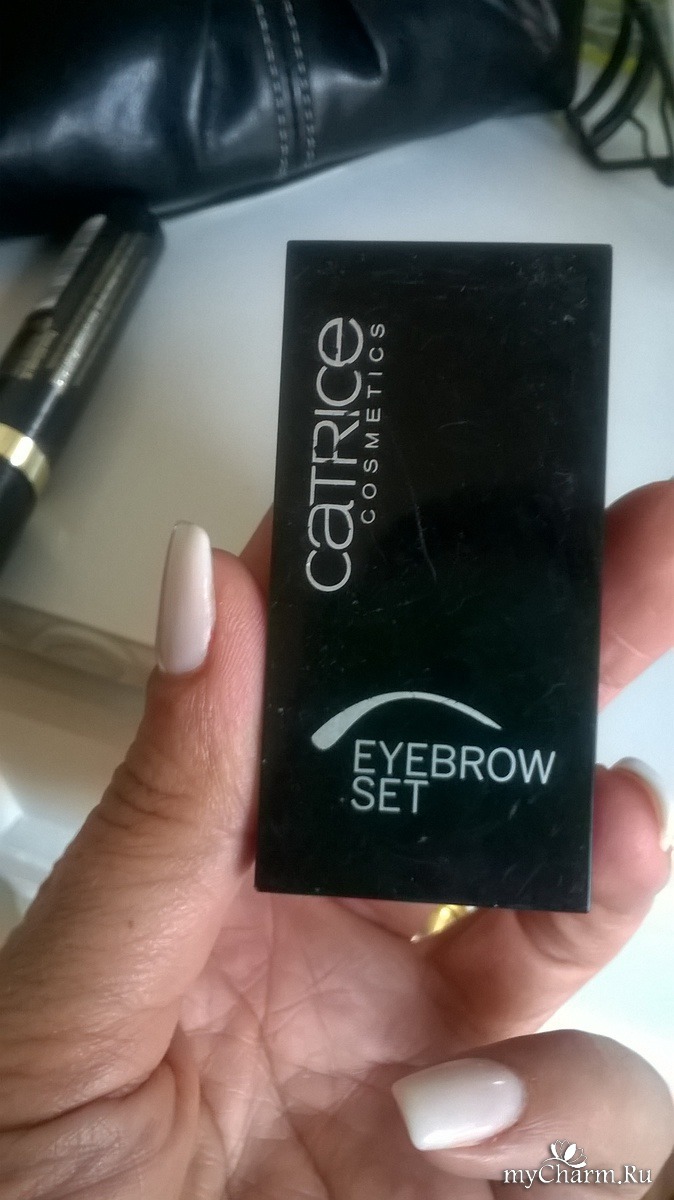 caTRICe
COSMETICS
EYEBROW
SET
myCharm.Ru